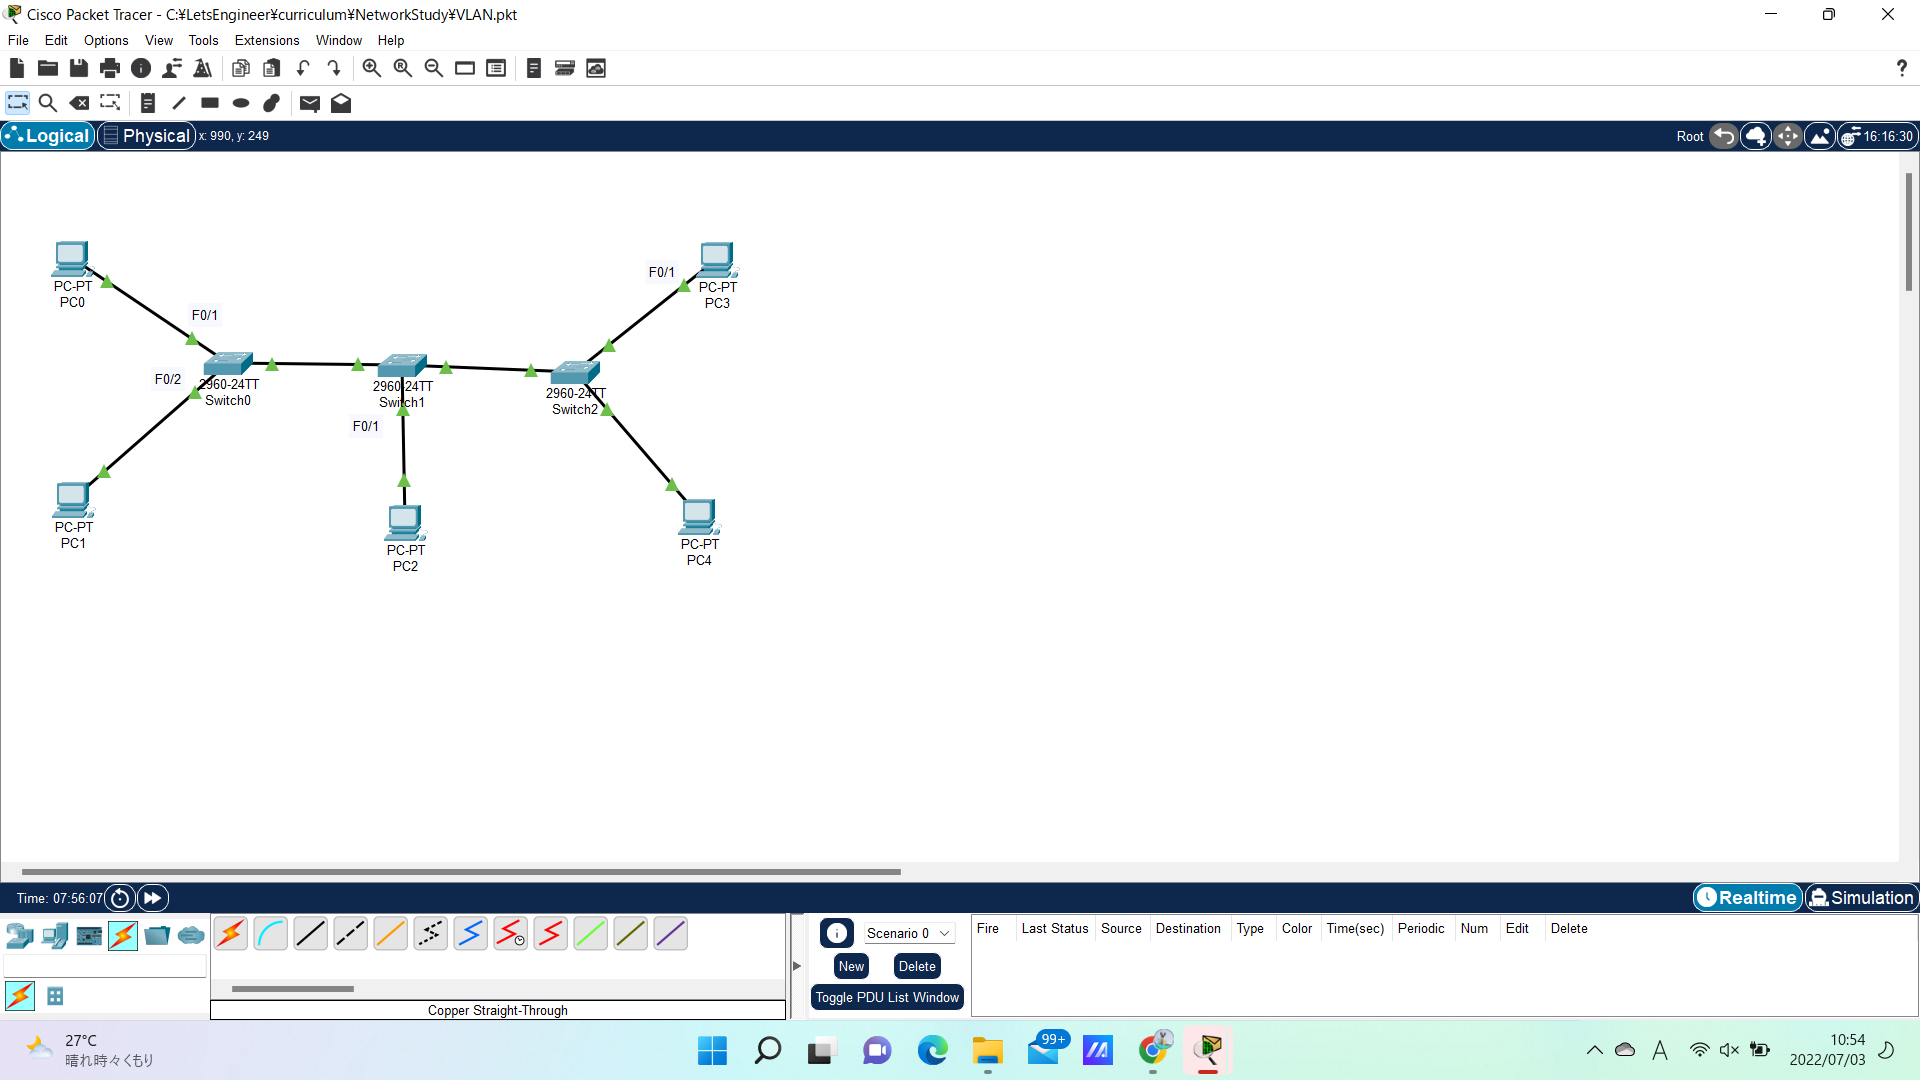 Cisco Packet Tracer - C:¥LetsEngineer¥curriculum¥NetworkStudy¥VLAN.pkt
File Edit Options View Tools Extensions Window Help
?
Logical Physical x: 990, y: 249 Root 16:16:30
PC-PT
PC0
F0/1
PC-PT
PC3
F0/1
F0/2
2960-24TT
Switch0
2960-24TT
Switch1
2960-24TT
Switch2
F0/1
PC-PT
PC1
PC-PT
PC2
PC-PT
PC4
Time: 07:56:07 Realtime Simulation
Scenario 0
New Delete
Toggle PDU List Window
Fire Last Status Source Destination Type Color Time(sec) Periodic Num Edit Delete
Copper Straight-Through
27°C
晴れ時々くもり
99+
A
10:54
2022/07/03